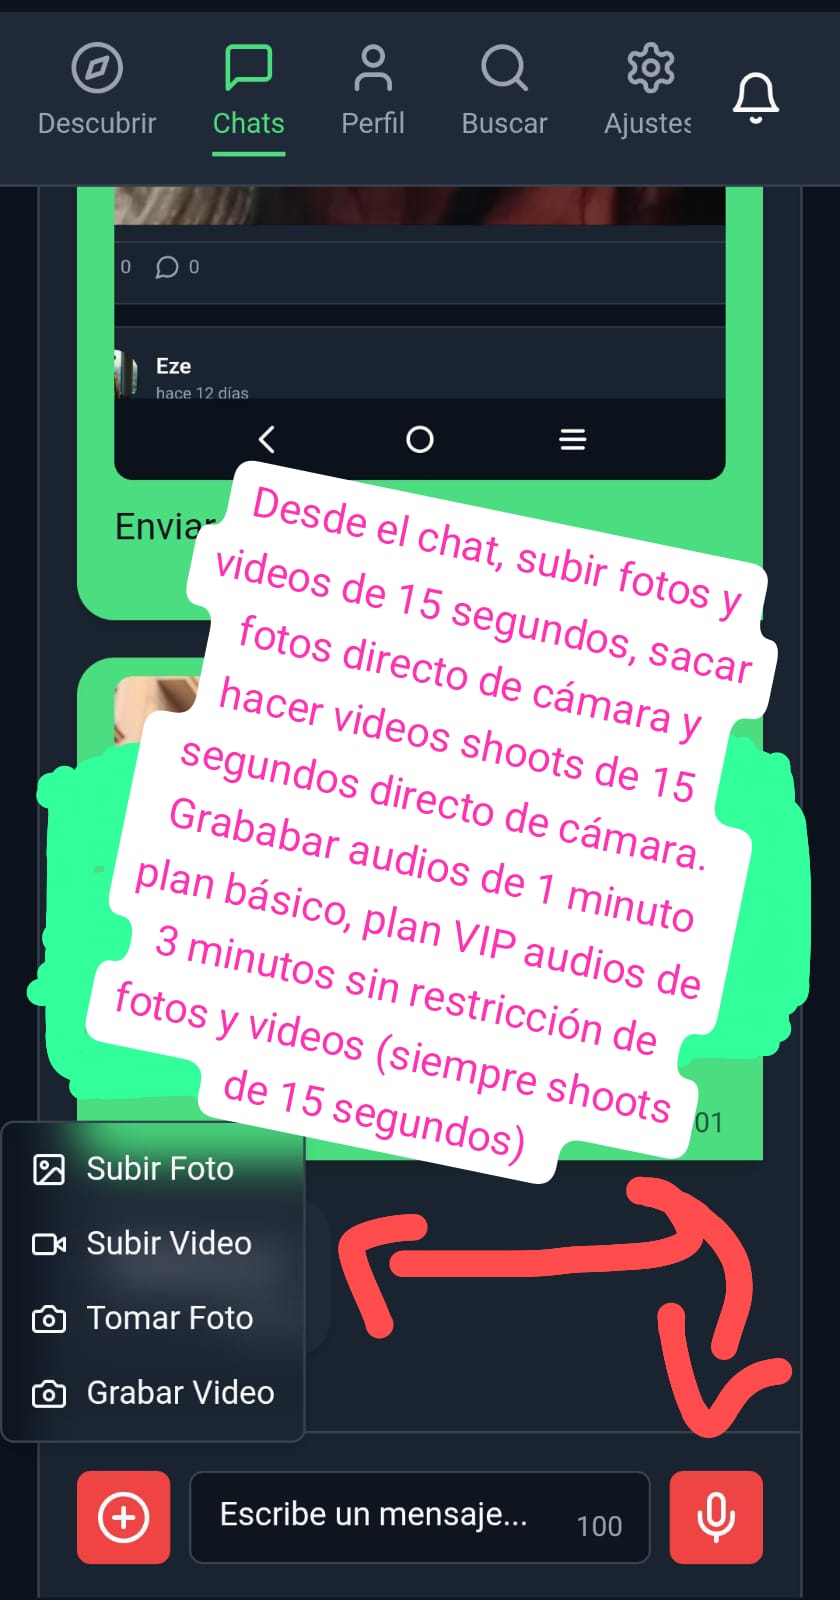 Descubrir Chats Perfil Buscar Ajustes
0 0
Eze
hace 12 días
Enviar
Desde el chat, subir fotos y
videos de 15 segundos, sacar
fotos directo de cámara y
hacer videos shoots de 15
segundos directo de cámara.
Grababar audios de 1 minuto
plan básico, plan VIP audios de
3 minutos sin restricción de
fotos y videos (siempre shoots
de 15 segundos)
01
Subir Foto
Subir Video
Tomar Foto
Grabar Video
Escribe un mensaje... 100